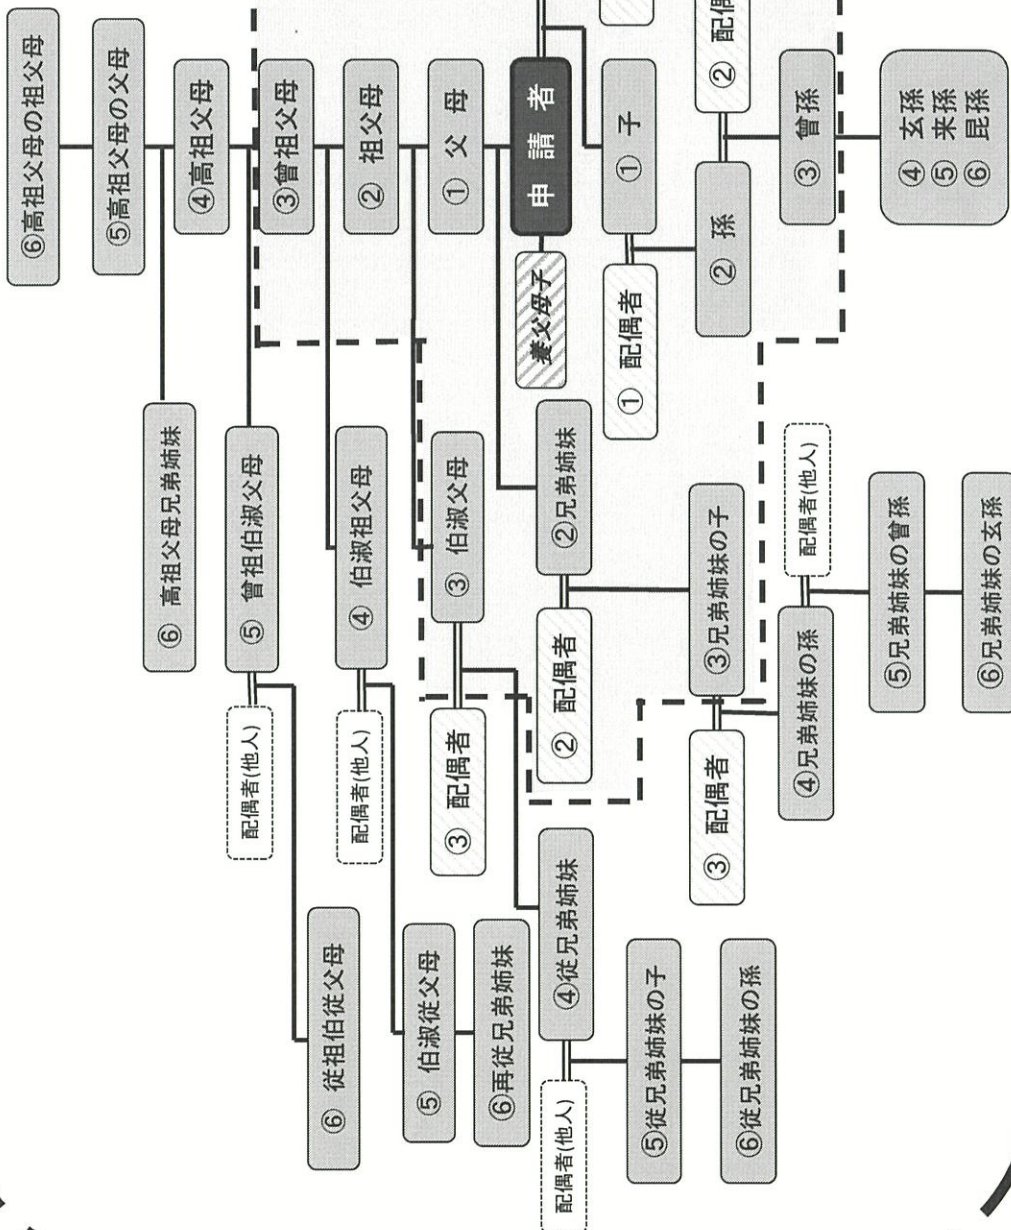 ⑥高祖父母の祖父母
⑤高祖父母の父母
④高祖父母
③曾祖父母
② 祖父母
① 父 母
申 請 者
養父母子
① 子
① 配偶者
② 孫
② 配偶
③ 曾孫
④ 玄孫
⑤ 来孫
⑥ 昆孫
⑥ 高祖父母兄弟姉妹
⑤ 曾祖伯淑父母
配偶者(他人)
⑥ 従祖伯従父母
④ 伯淑祖父母
配偶者(他人)
⑤ 伯淑従父母
⑥再従兄弟姉妹
③ 伯淑父母
③ 配偶者
④従兄弟姉妹
配偶者(他人)
⑤従兄弟姉妹の子
⑥従兄弟姉妹の孫
②兄弟姉妹
② 配偶者
③兄弟姉妹の子
③ 配偶者
④兄弟姉妹の孫
配偶者(他人)
⑤兄弟姉妹の曾孫
⑥兄弟姉妹の玄孫